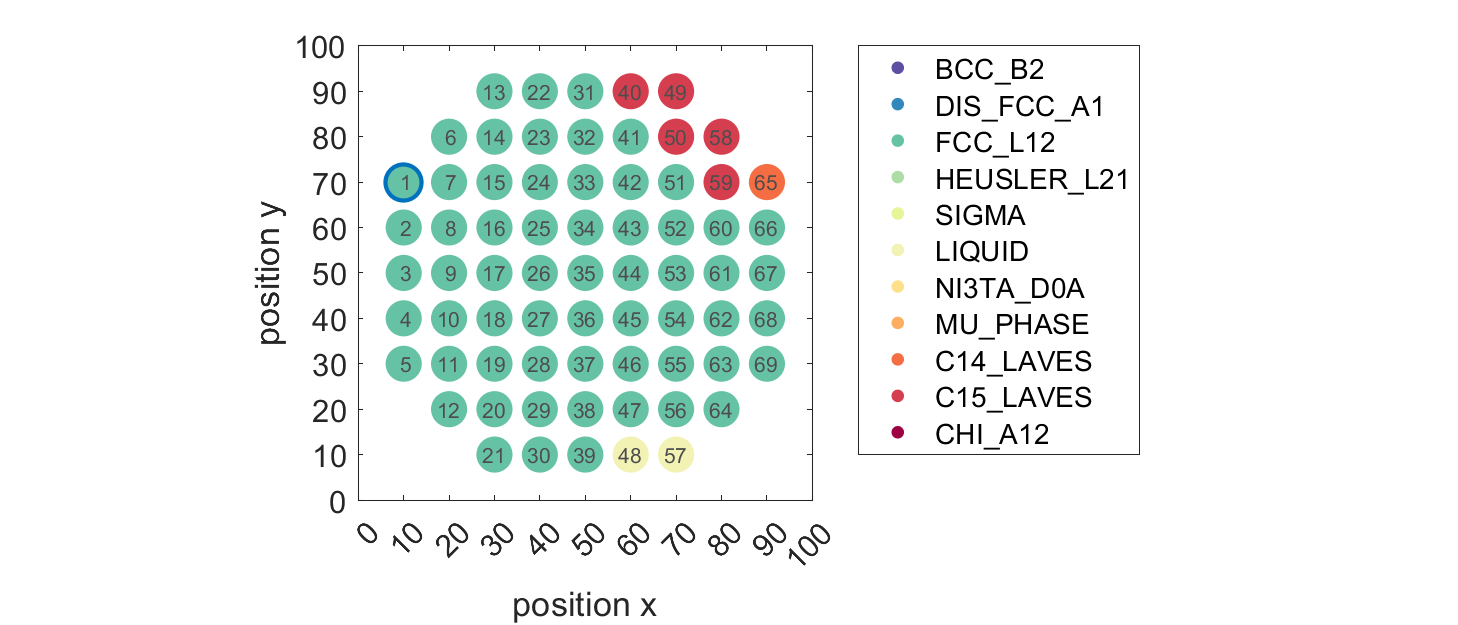 100
90
80
70
60
50
40
30
20
10
0
position y
13 22 31 40 49
6 14 23 32 41 50 58
1 7 15 24 33 42 51 59 65
2 8 16 25 34 43 52 60 66
3 9 17 26 35 44 53 61 67
4 10 18 27 36 45 54 62 68
5 11 19 28 37 46 55 63 69
12 20 29 38 47 56 64
21 30 39 48 57
0 10 20 30 40 50 60 70 80 90 100
position x
BCC_B2
DIS_FCC_A1
FCC_L12
HEUSLER_L21
SIGMA
LIQUID
NI3TA_D0A
MU_PHASE
C14_LAVES
C15_LAVES
CHI_A12